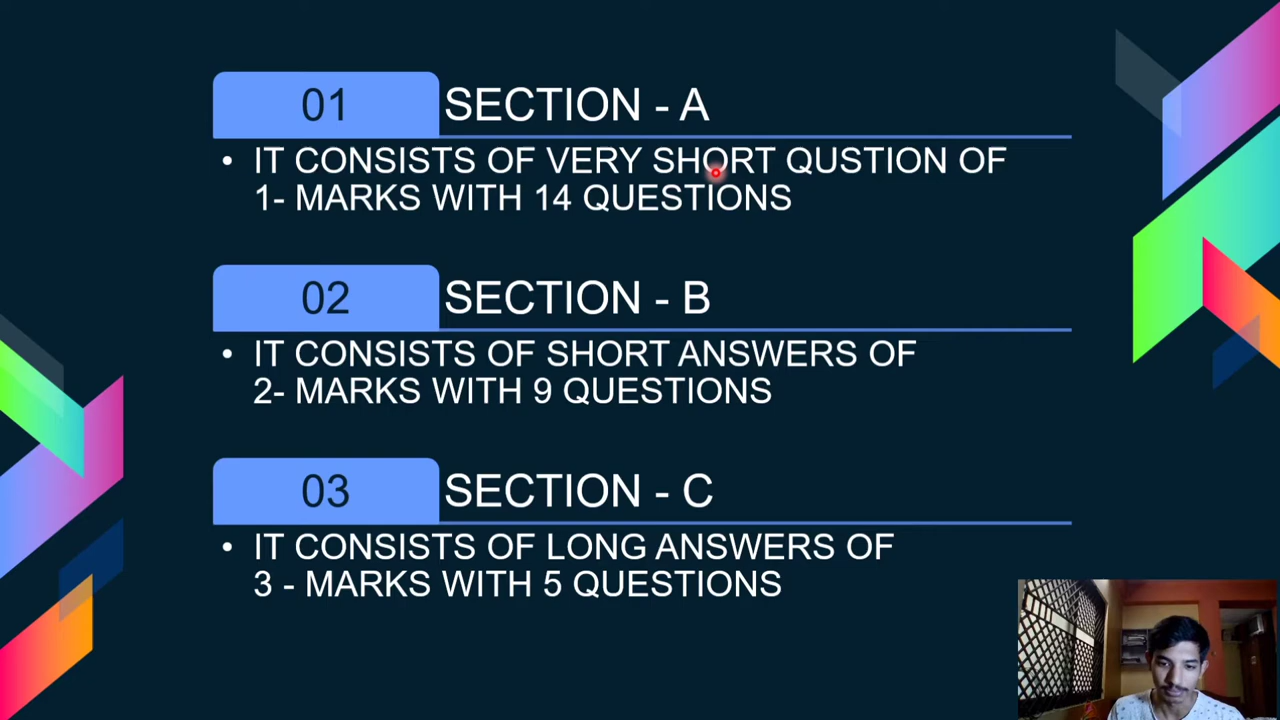 01 SECTION - A
• IT CONSISTS OF VERY SHORT QUSTION OF
1- MARKS WITH 14 QUESTIONS
02 SECTION - B
• IT CONSISTS OF SHORT ANSWERS OF
2- MARKS WITH 9 QUESTIONS
03 SECTION - C
• IT CONSISTS OF LONG ANSWERS OF
3 - MARKS WITH 5 QUESTIONS